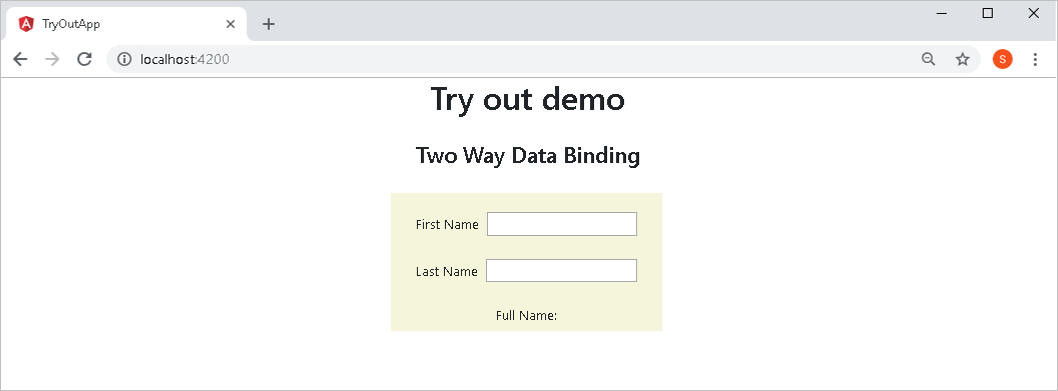 TryOutApp
localhost:4200
S
Try out demo
Two Way Data Binding
First Name
Last Name
Full Name: